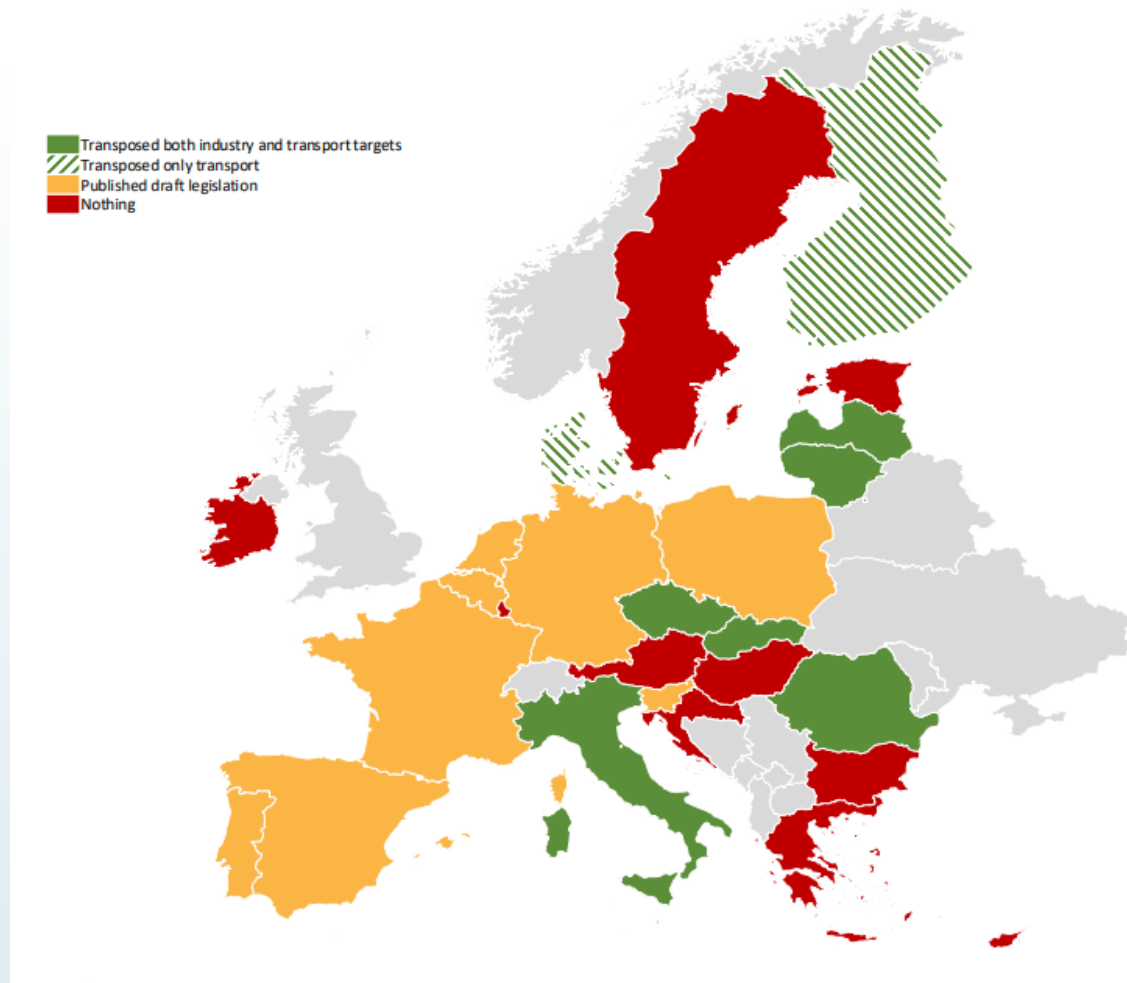 Transposed both industry and transport targets
Transposed only transport
Published draft legislation
Nothing